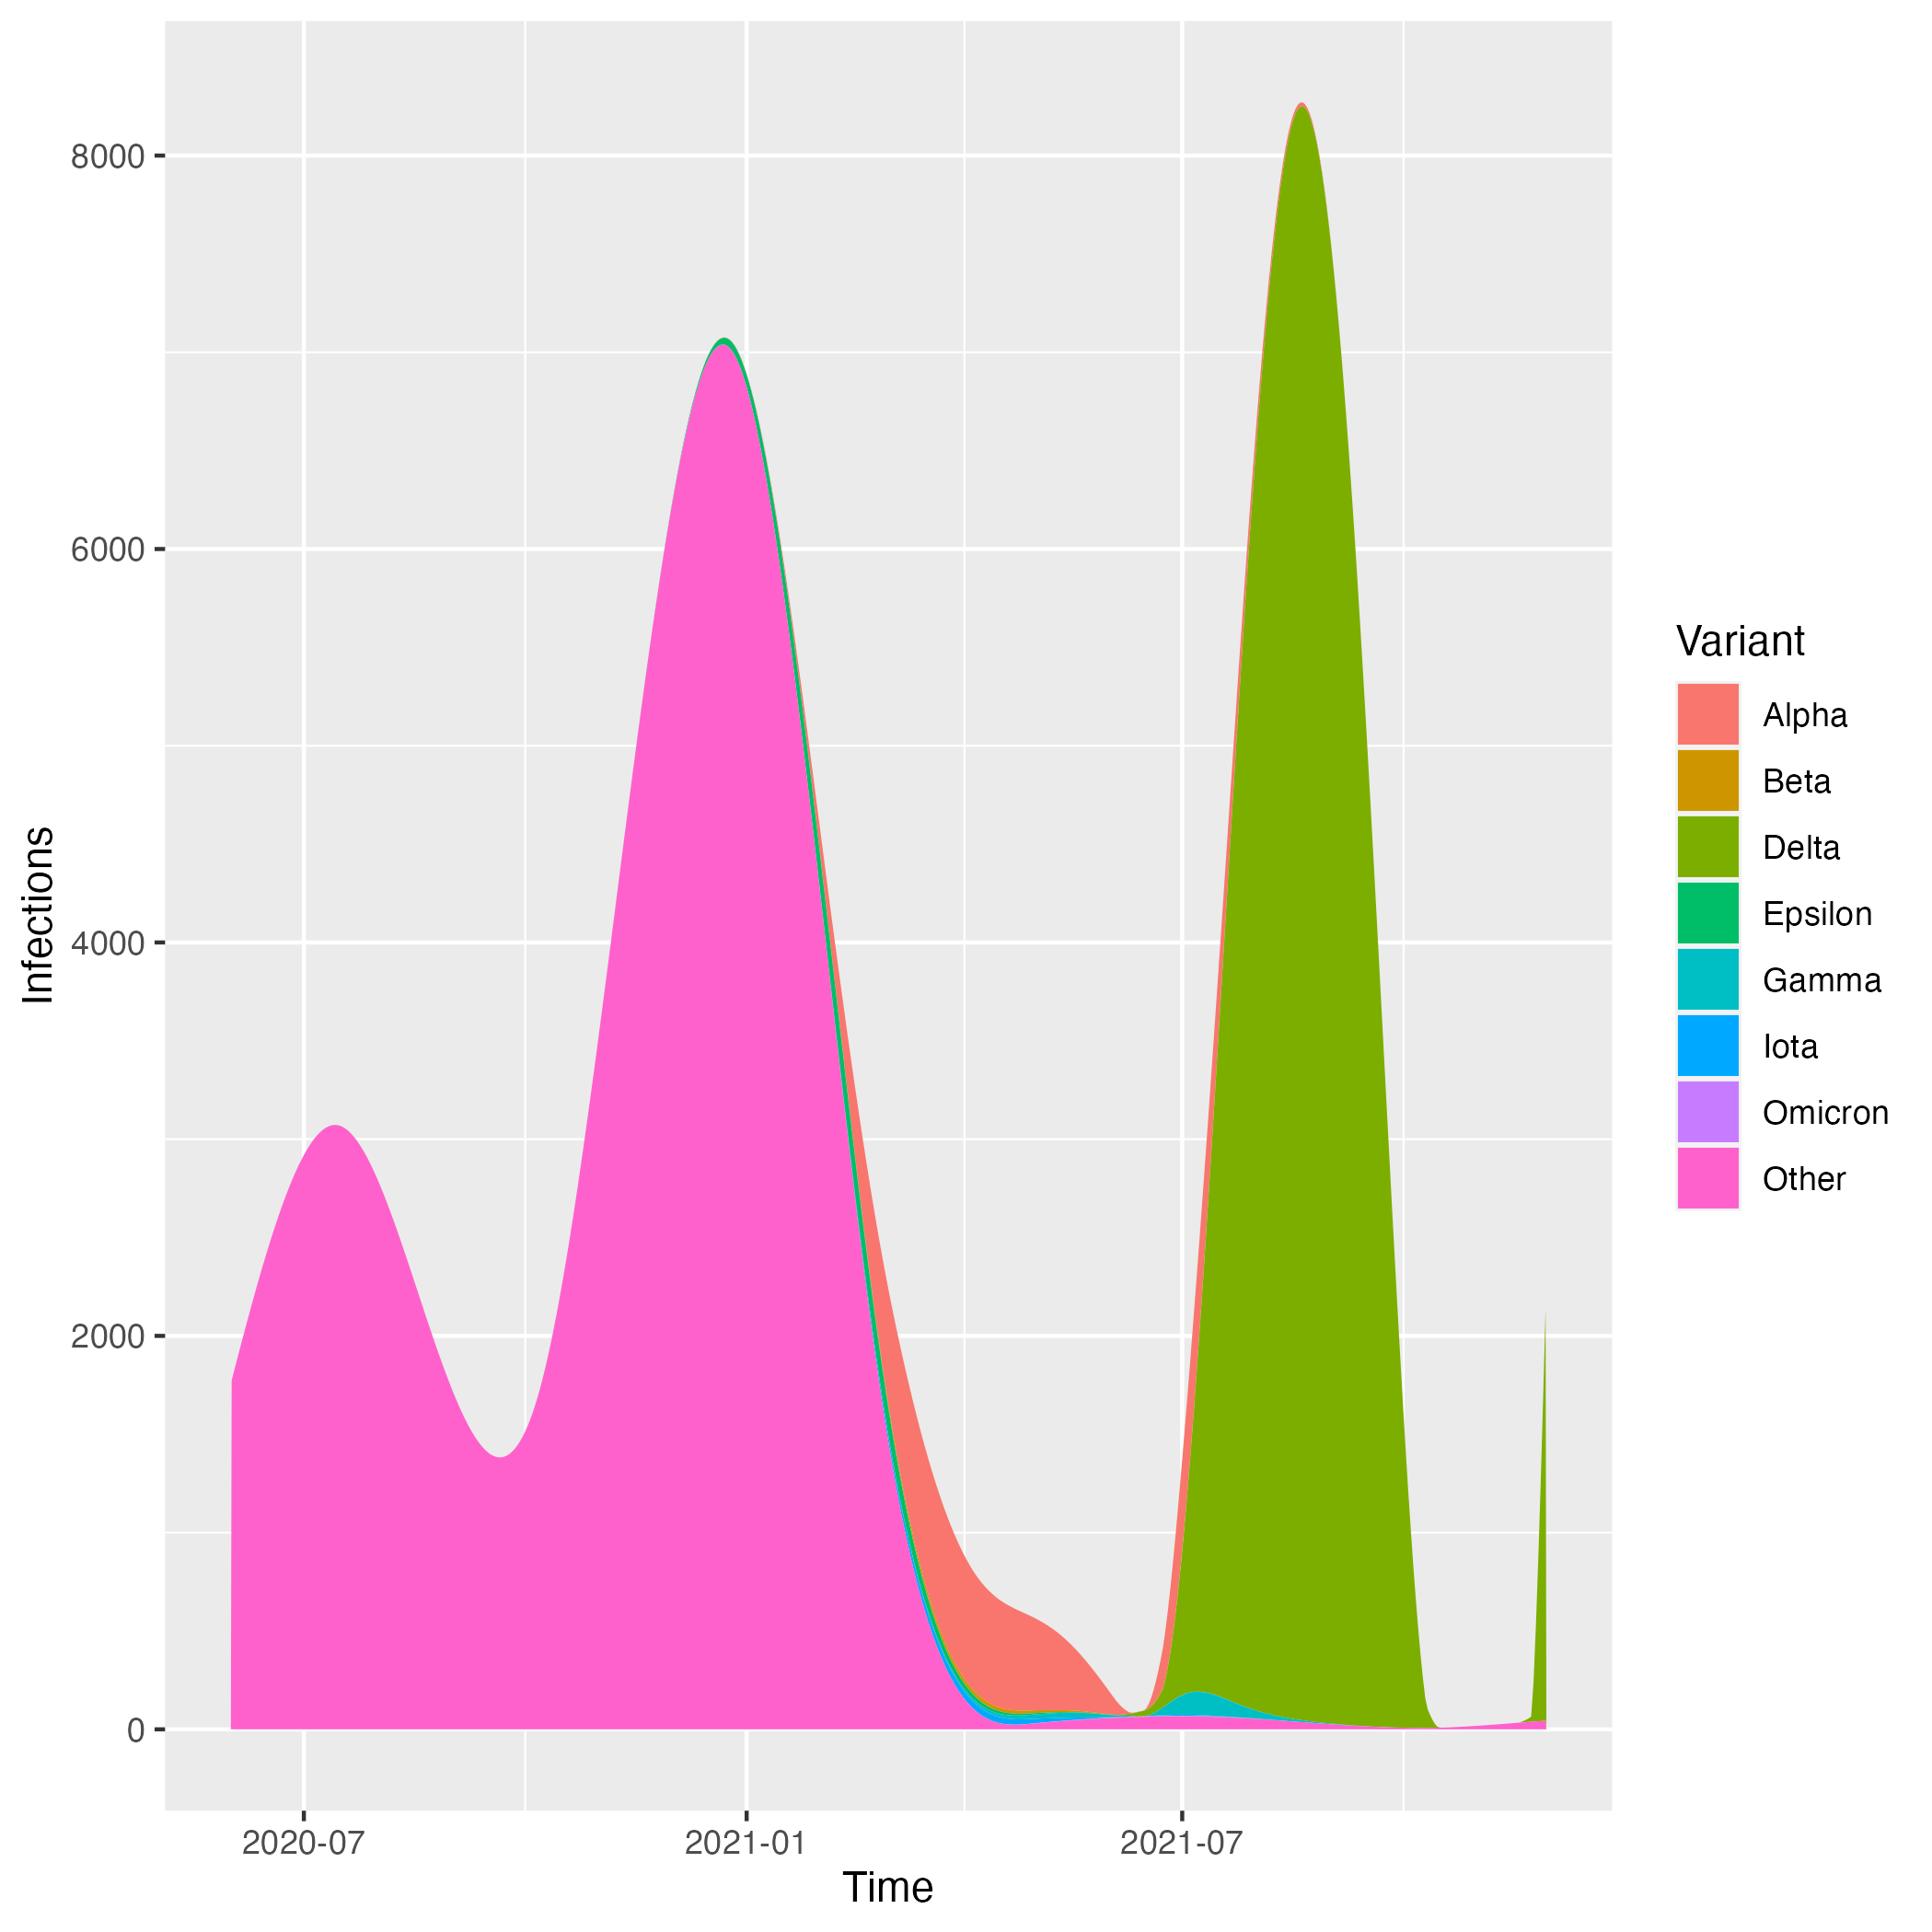 8000
6000
4000
2000
0
Infections
2020-07
2021-01
2021-07
Time
Variant
Alpha
Beta
Delta
Epsilon
Gamma
Iota
Omicron
Other